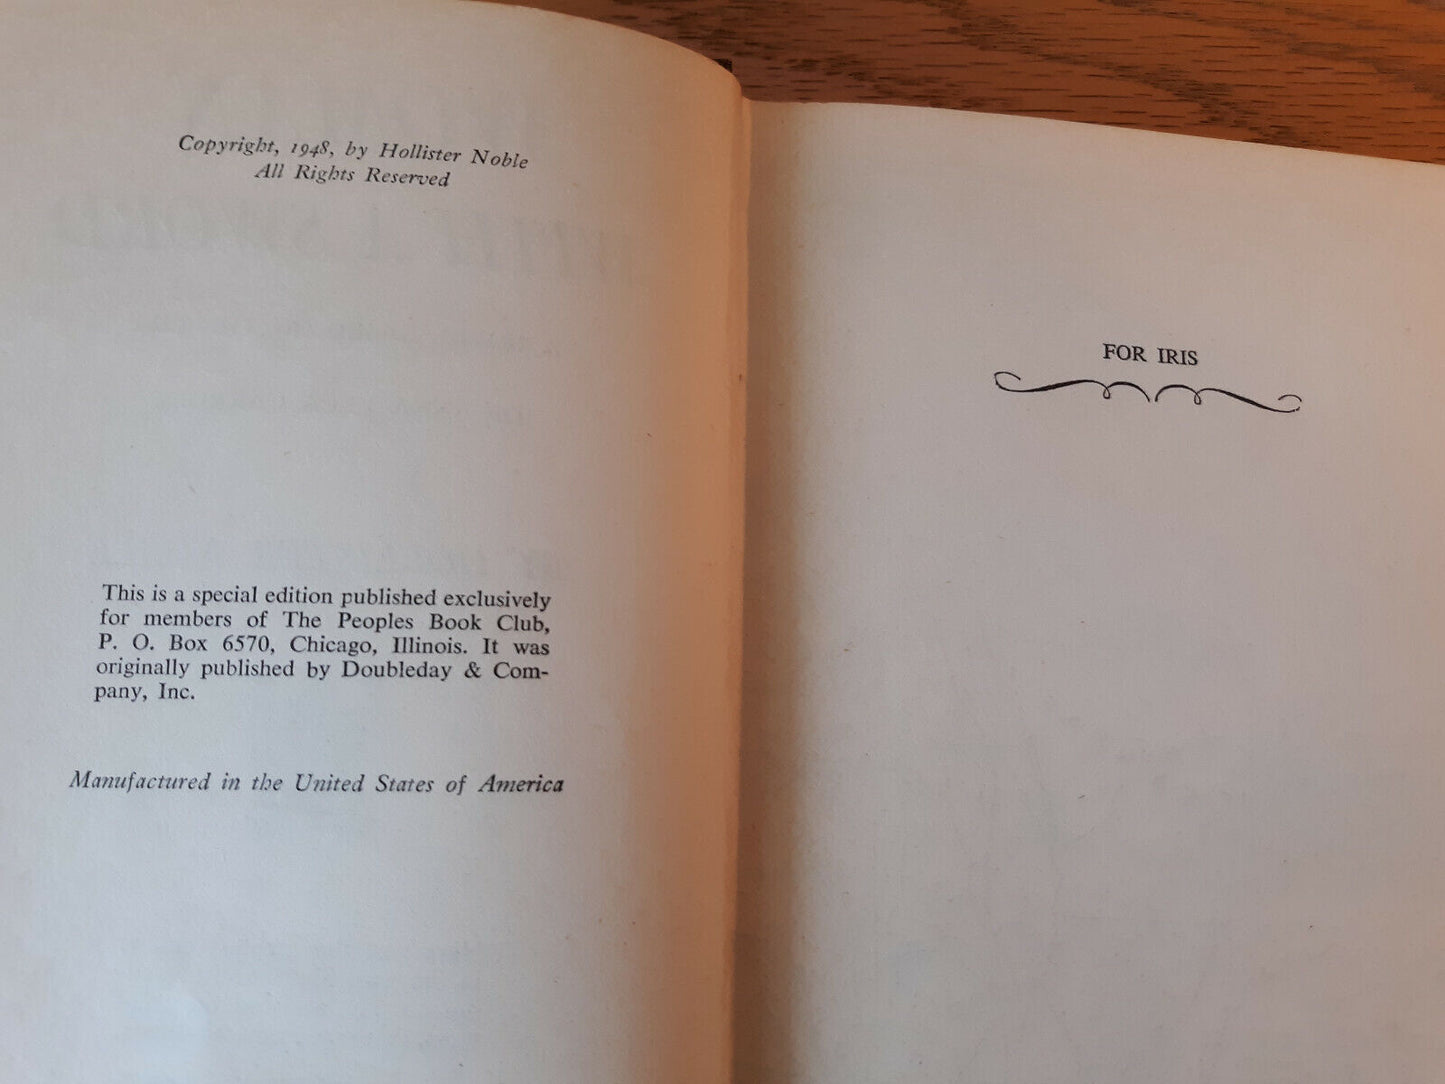 Copyright, 1948, by Hollister Noble
All Rights Reserved
This is a special edition published exclusively
for members of The Peoples Book Club,
P. O. Box 6570, Chicago, Illinois. It was
originally published by Doubleday & Com-
pany, Inc.
Manufactured in the United States of America
FOR IRIS